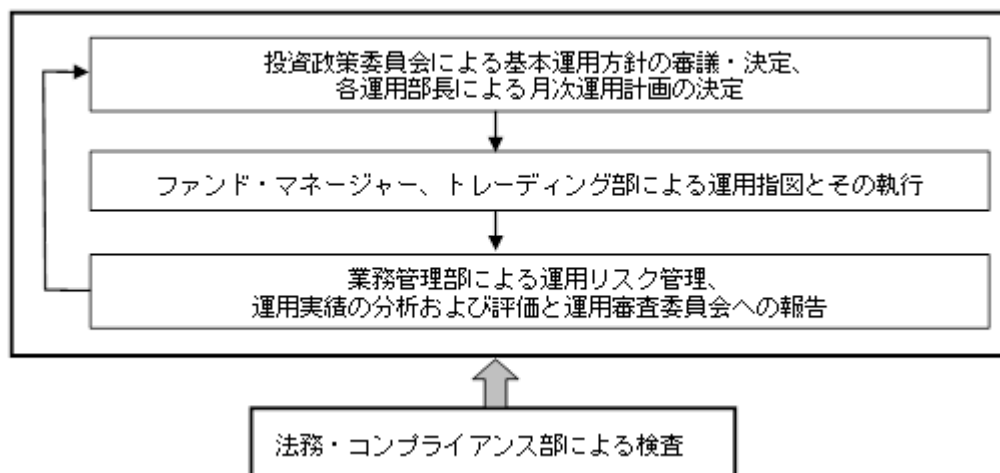 投資政策委員会による基本運用方針の審議・決定、
各運用部長による月次運用計画の決定
ファンド・マネージャー、トレーディング部による運用指図とその執行
業務管理部による運用リスク管理、
運用実績の分析および評価と運用審査委員会への報告
法務・コンプライアンス部による検査